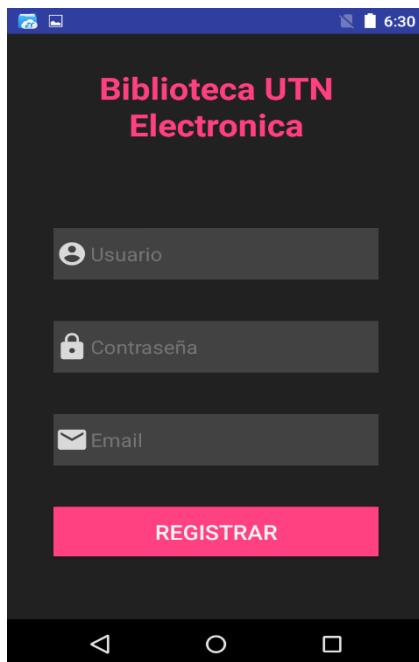 6:30
Biblioteca UTN
Electronica
Usuario
Contraseña
Email
REGISTRAR